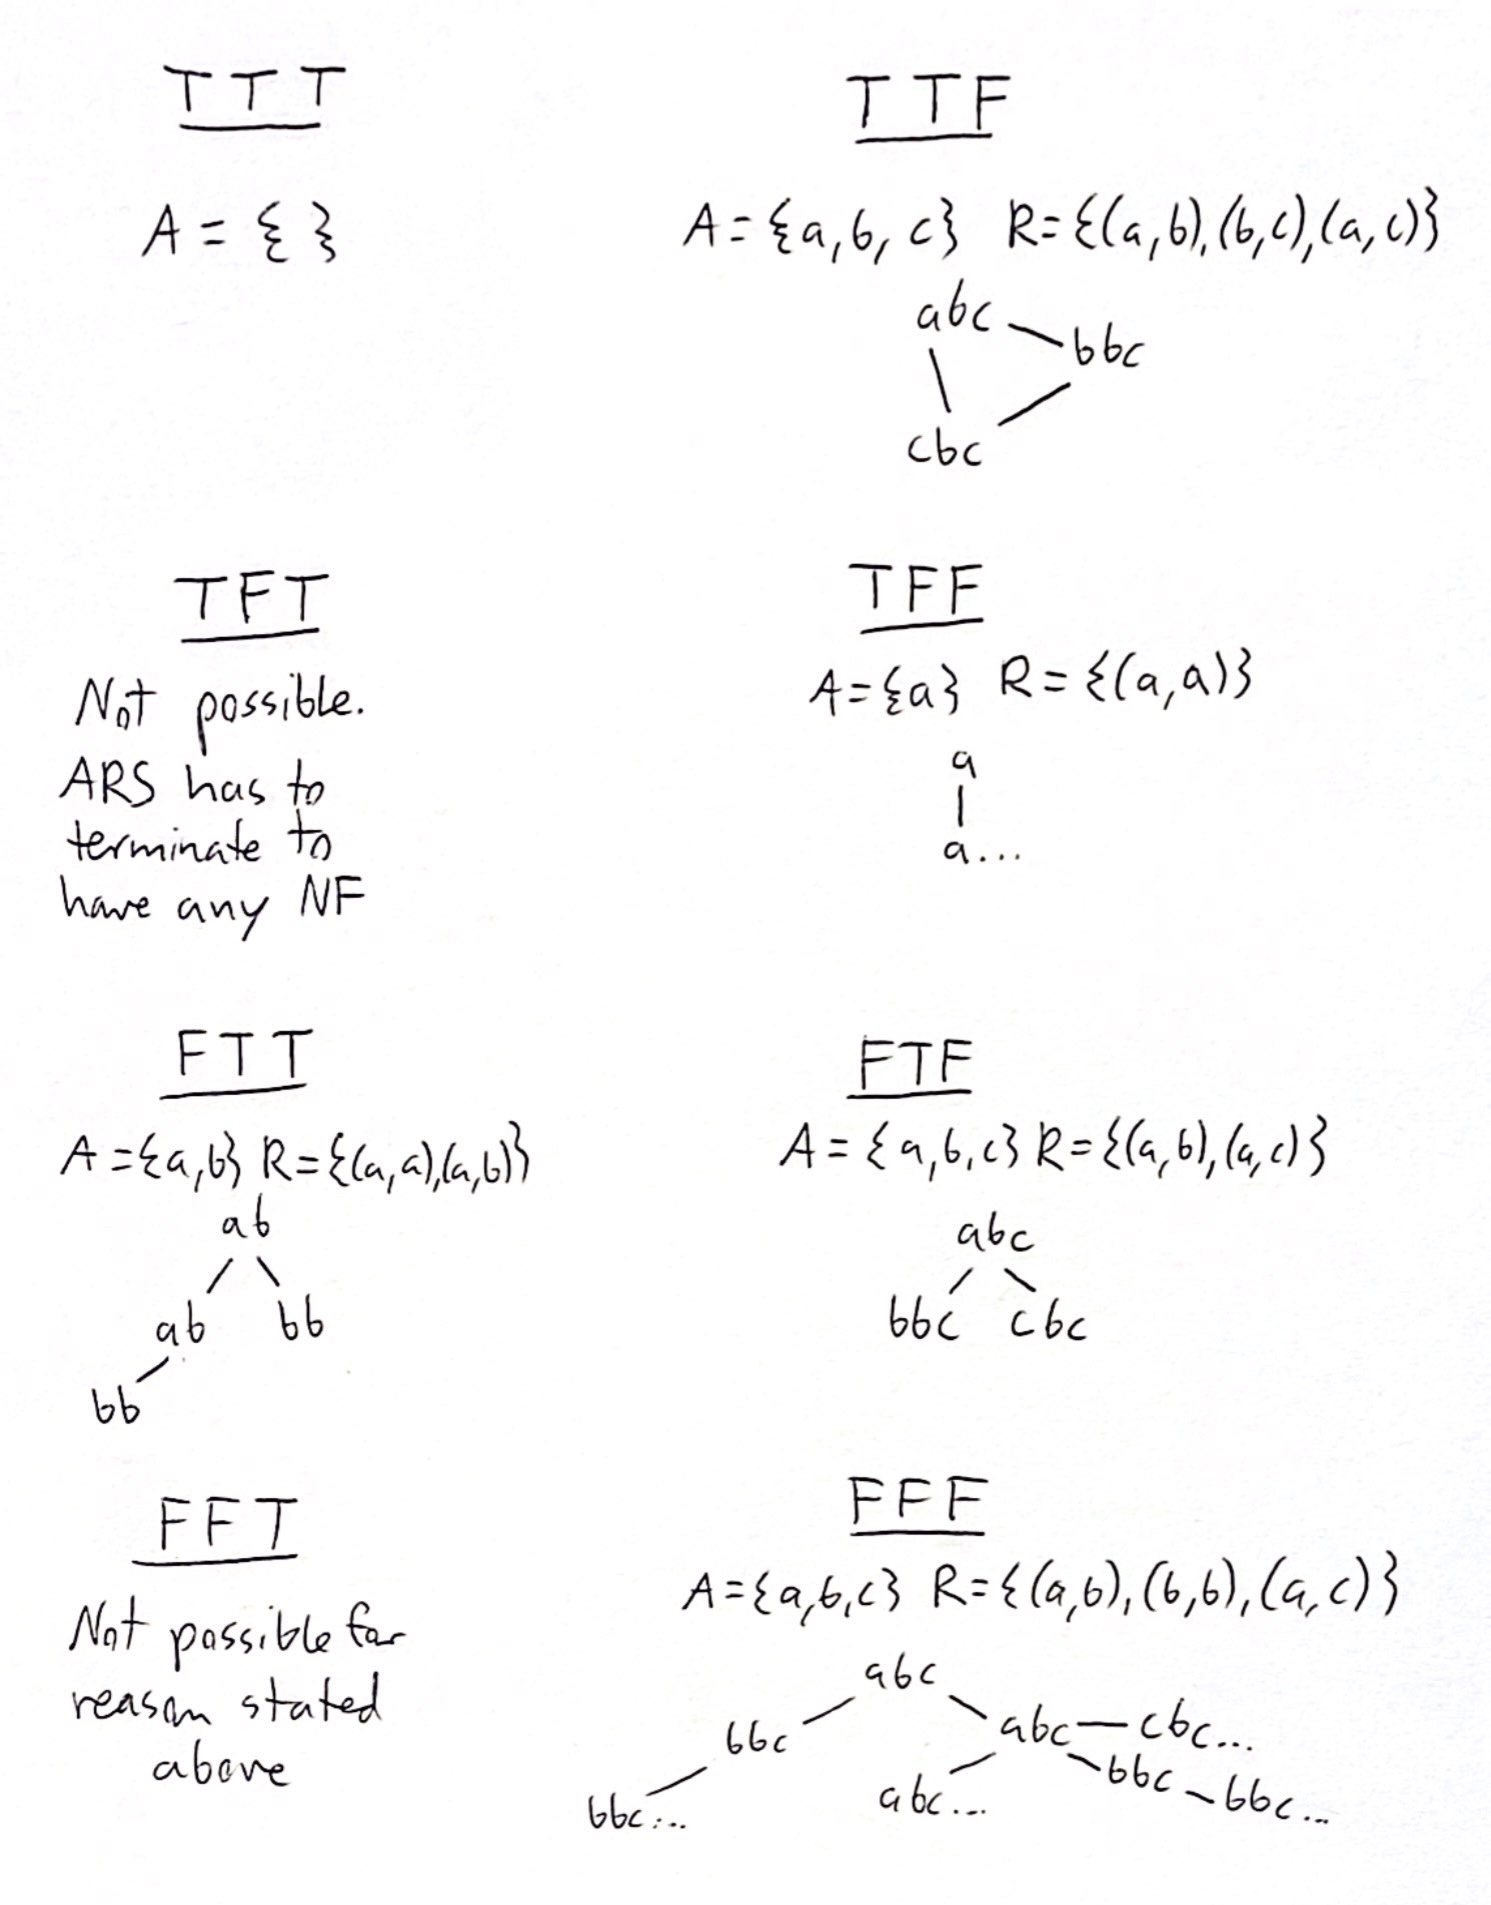 TTT
A = { }
TTF
A = {a, b, c} R = {(a, b), (b, c), (a, c)}
abc
bbc
cbc
TFT
Not possible.
ARS has to
terminate to
have any NF
TFF
A = {a} R = {(a, a)}
a
a...
FTT
A = {a, b} R = {(a, a), (a, b)}
ab
ab bb
bb
FTF
A = {a, b, c} R = {(a, b), (a, c)}
abc
bbc cbc
FFT
Not possible for
reason stated
above
FFF
A = {a, b, c} R = {(a, b), (b, b), (a, c)}
abc
bbc abc cbc...
bbc... abc... bbc bbc...